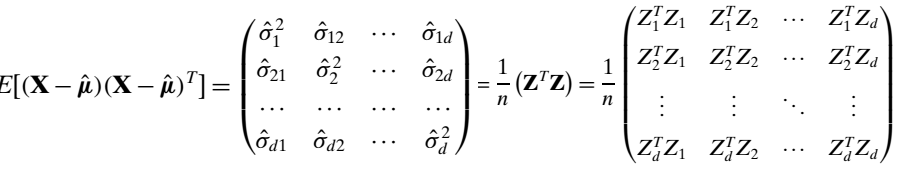 E[(X − μ̂)(X − μ̂)^T] = ( σ̂_1^2 σ̂_12 ⋯ σ̂_1d ; σ̂_21 σ̂_2^2 ⋯ σ̂_2d ; ⋯ ⋯ ⋯ ⋯ ; σ̂_d1 σ̂_d2 ⋯ σ̂_d^2 ) = 1/n (Z^T Z) = 1/n ( Z_1^T Z_1 Z_1^T Z_2 ⋯ Z_1^T Z_d ; Z_2^T Z_1 Z_2^T Z_2 ⋯ Z_2^T Z_d ; ⋮ ⋮ ⋱ ⋮ ; Z_d^T Z_1 Z_d^T Z_2 ⋯ Z_d^T Z_d )